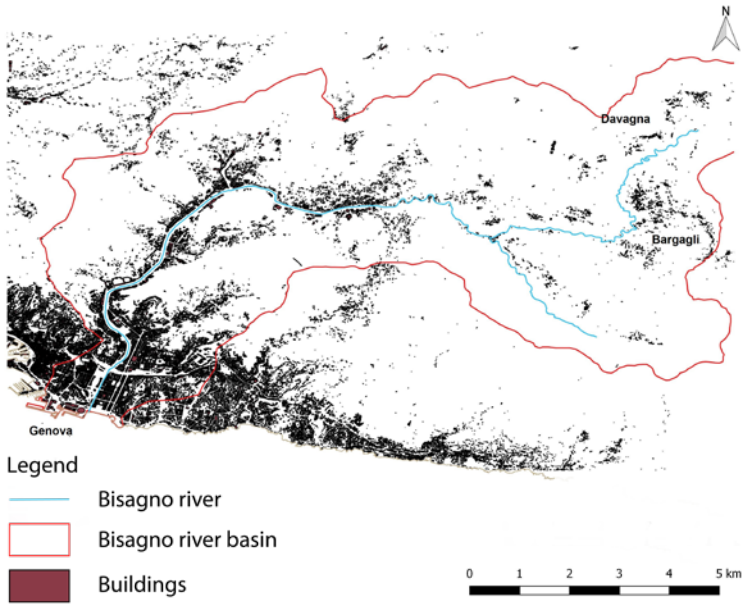 N
Davagna
Bargagli
Genova
Legend
Bisagno river
Bisagno river basin
Buildings
0 1 2 3 4 5 km